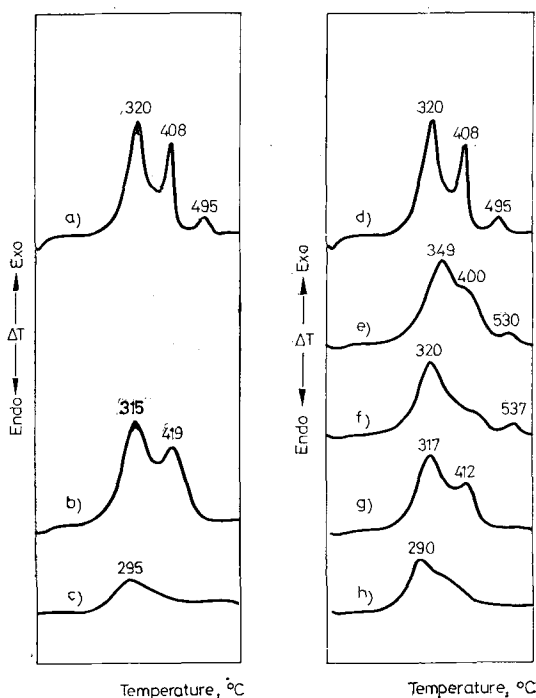 320
408
495
a)
Endo ← ΔT → Exo
315
419
b)
295
c)
Temperature, °C
320
408
495
d)
349
400
530
e)
320
537
f)
317
412
g)
290
h)
Endo ← ΔT → Exo
Temperature, °C